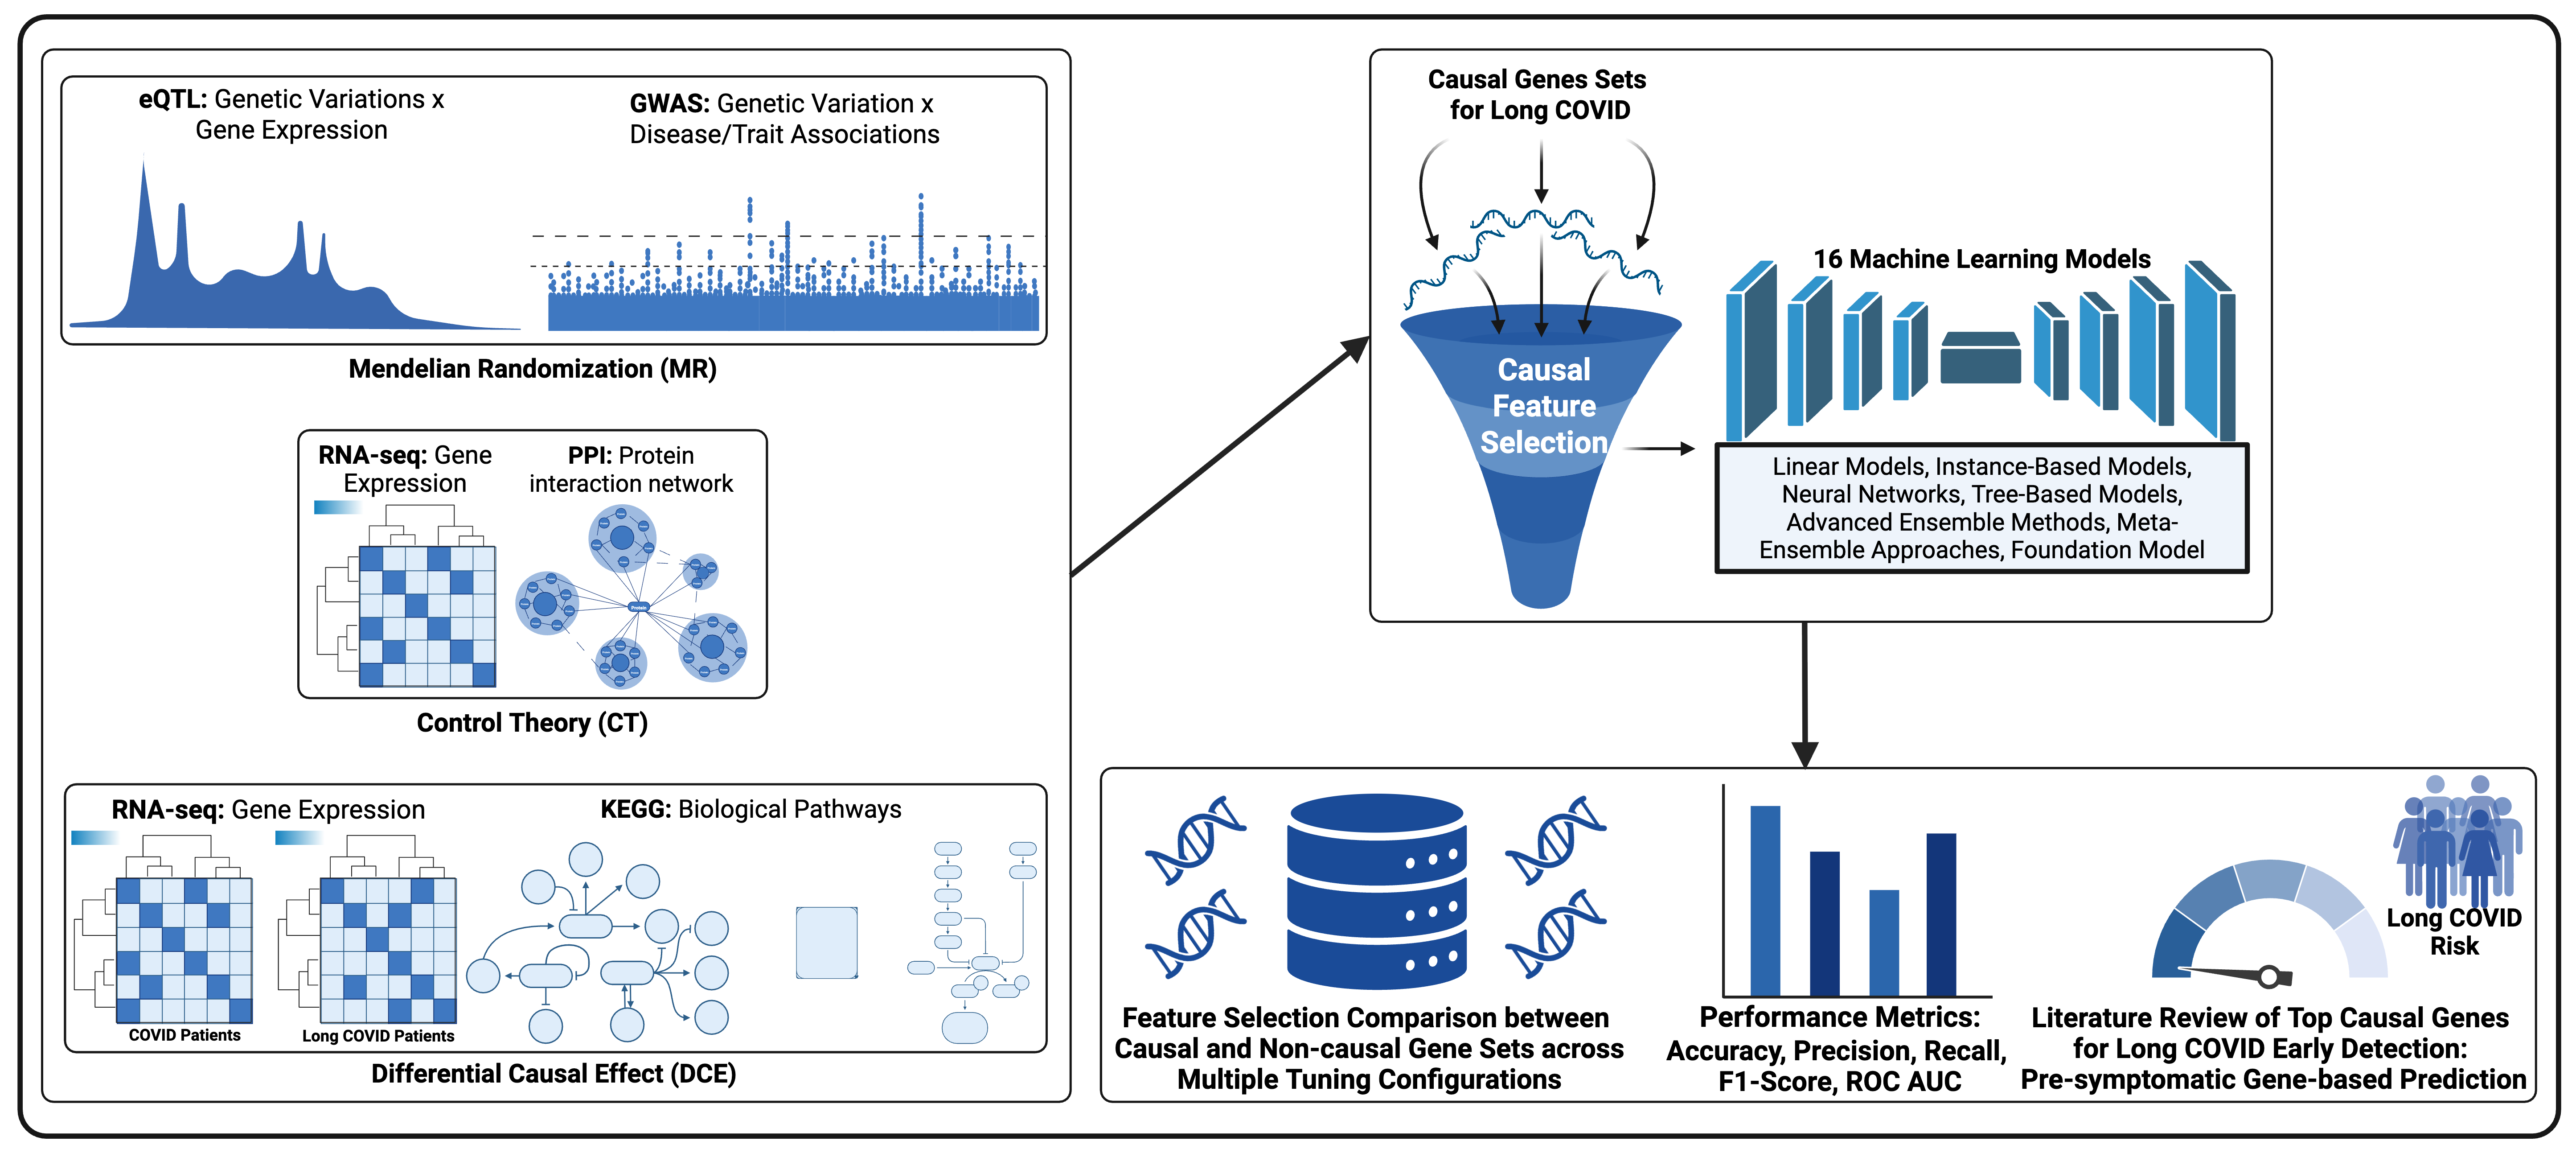 eQTL: Genetic Variations x
Gene Expression
GWAS: Genetic Variation x
Disease/Trait Associations
Mendelian Randomization (MR)
RNA-seq: Gene
Expression
PPI: Protein
interaction network
Protein
Control Theory (CT)
RNA-seq: Gene Expression
KEGG: Biological Pathways
COVID Patients
Long COVID Patients
Differential Causal Effect (DCE)
Causal Genes Sets
for Long COVID
Causal
Feature
Selection
16 Machine Learning Models
Linear Models, Instance-Based Models,
Neural Networks, Tree-Based Models,
Advanced Ensemble Methods, Meta-
Ensemble Approaches, Foundation Model
Feature Selection Comparison between
Causal and Non-causal Gene Sets across
Multiple Tuning Configurations
Performance Metrics:
Accuracy, Precision, Recall,
F1-Score, ROC AUC
Long COVID
Risk
Literature Review of Top Causal Genes
for Long COVID Early Detection:
Pre-symptomatic Gene-based Prediction